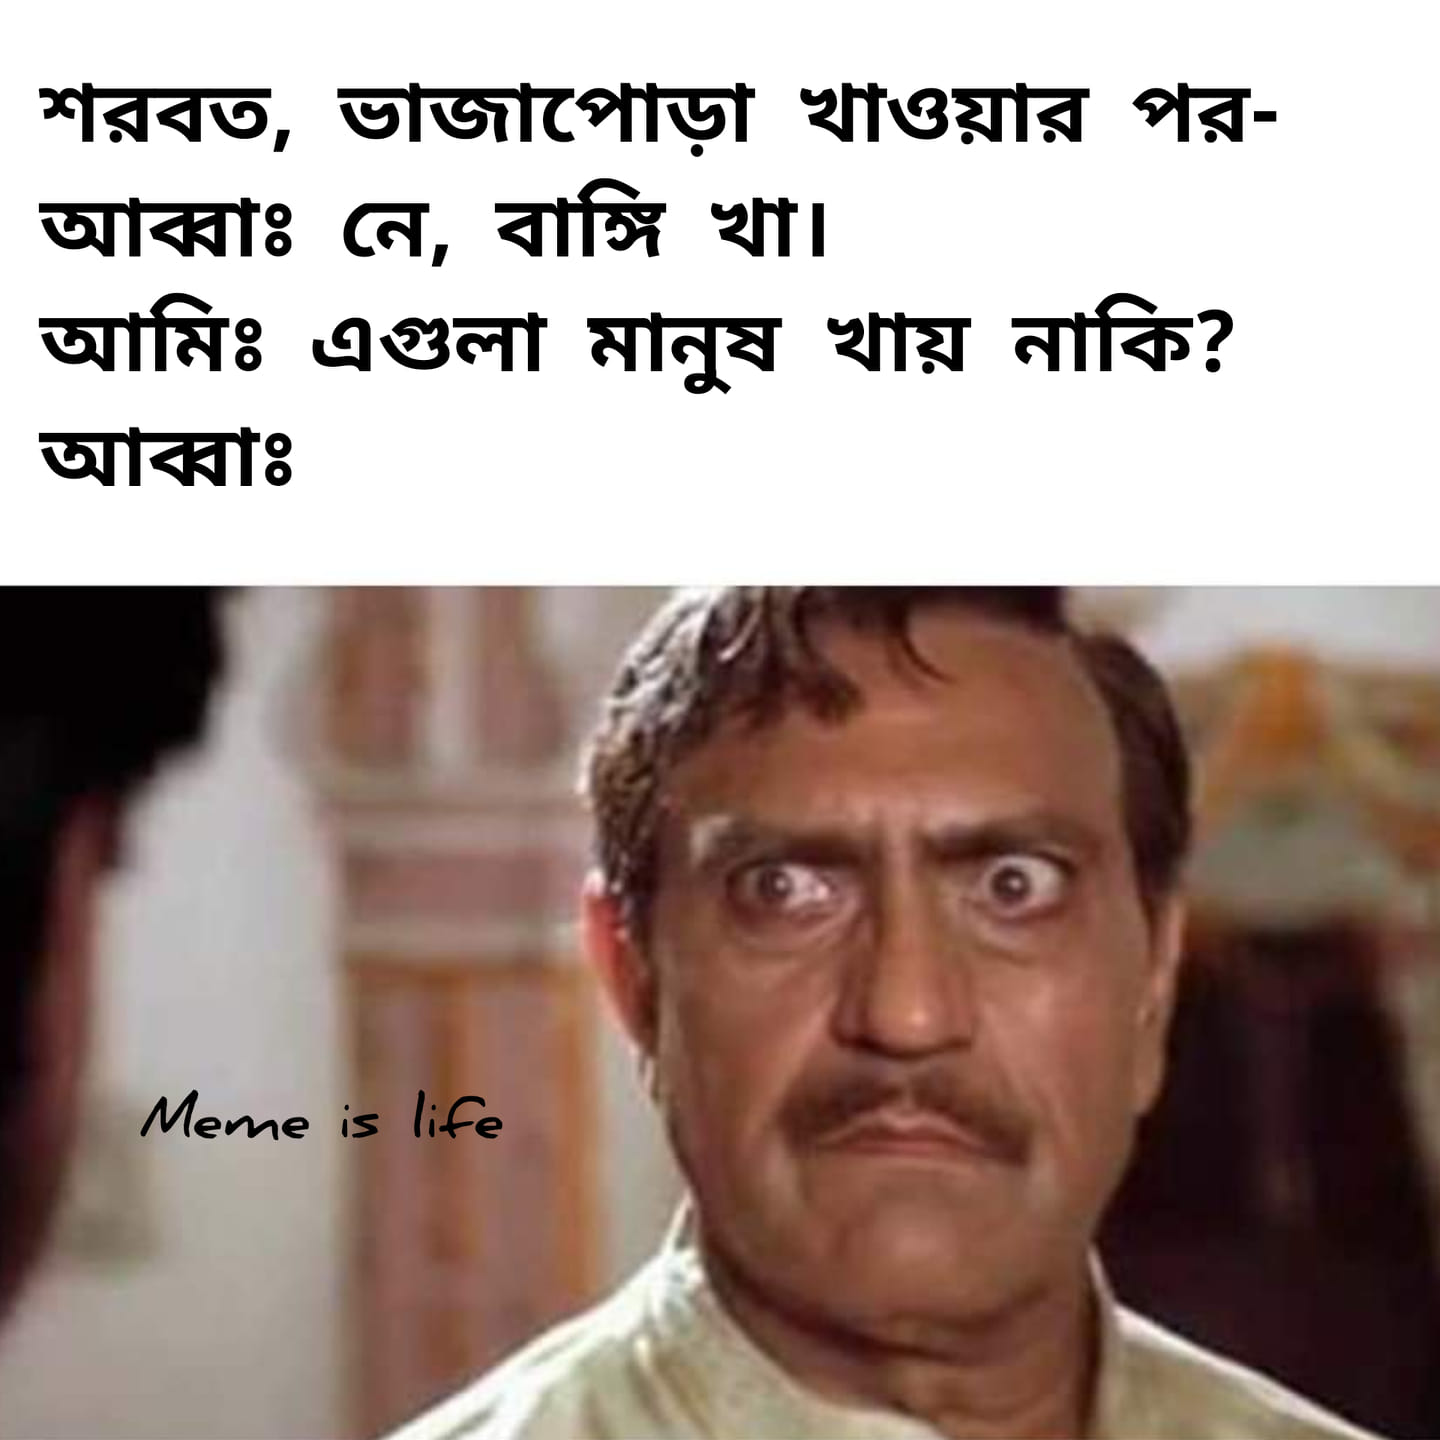 শরবত, ভাজাপোড়া খাওয়ার পর-
আব্বাঃ নে, বাঙ্গি খা।
আমিঃ এগুলা মানুষ খায় নাকি?
আব্বাঃ
Meme is life